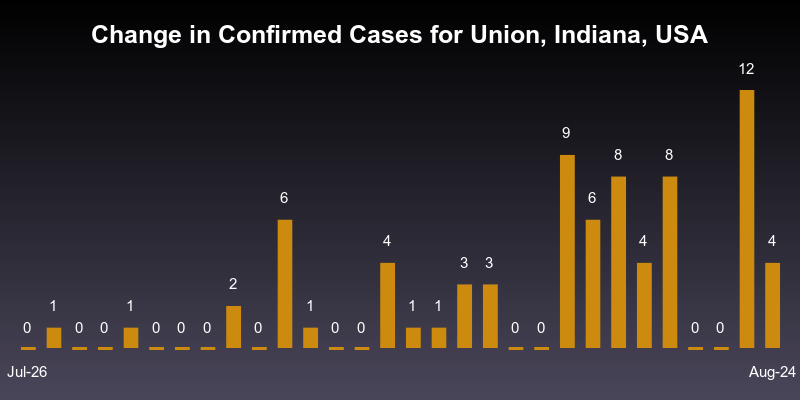 Change in Confirmed Cases for Union, Indiana, USA
0 1 0 0 1 0 0 0 2 0 6 1 0 0 4 1 1 3 3 0 0 9 6 8 4 8 0 0 12 4
Jul-26 Aug-24